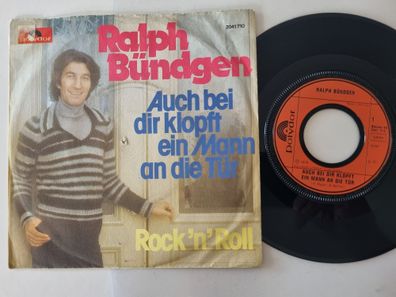 Polydor
2041 710
Ralph
Bündgen
Auch bei
dir klopft
ein Mann
an die Tür
Rock'n'Roll
RALPH BÜNDGEN
Polydor
1
AUCH BEI DIR KLOPFT
EIN MANN AN DIE TÜR